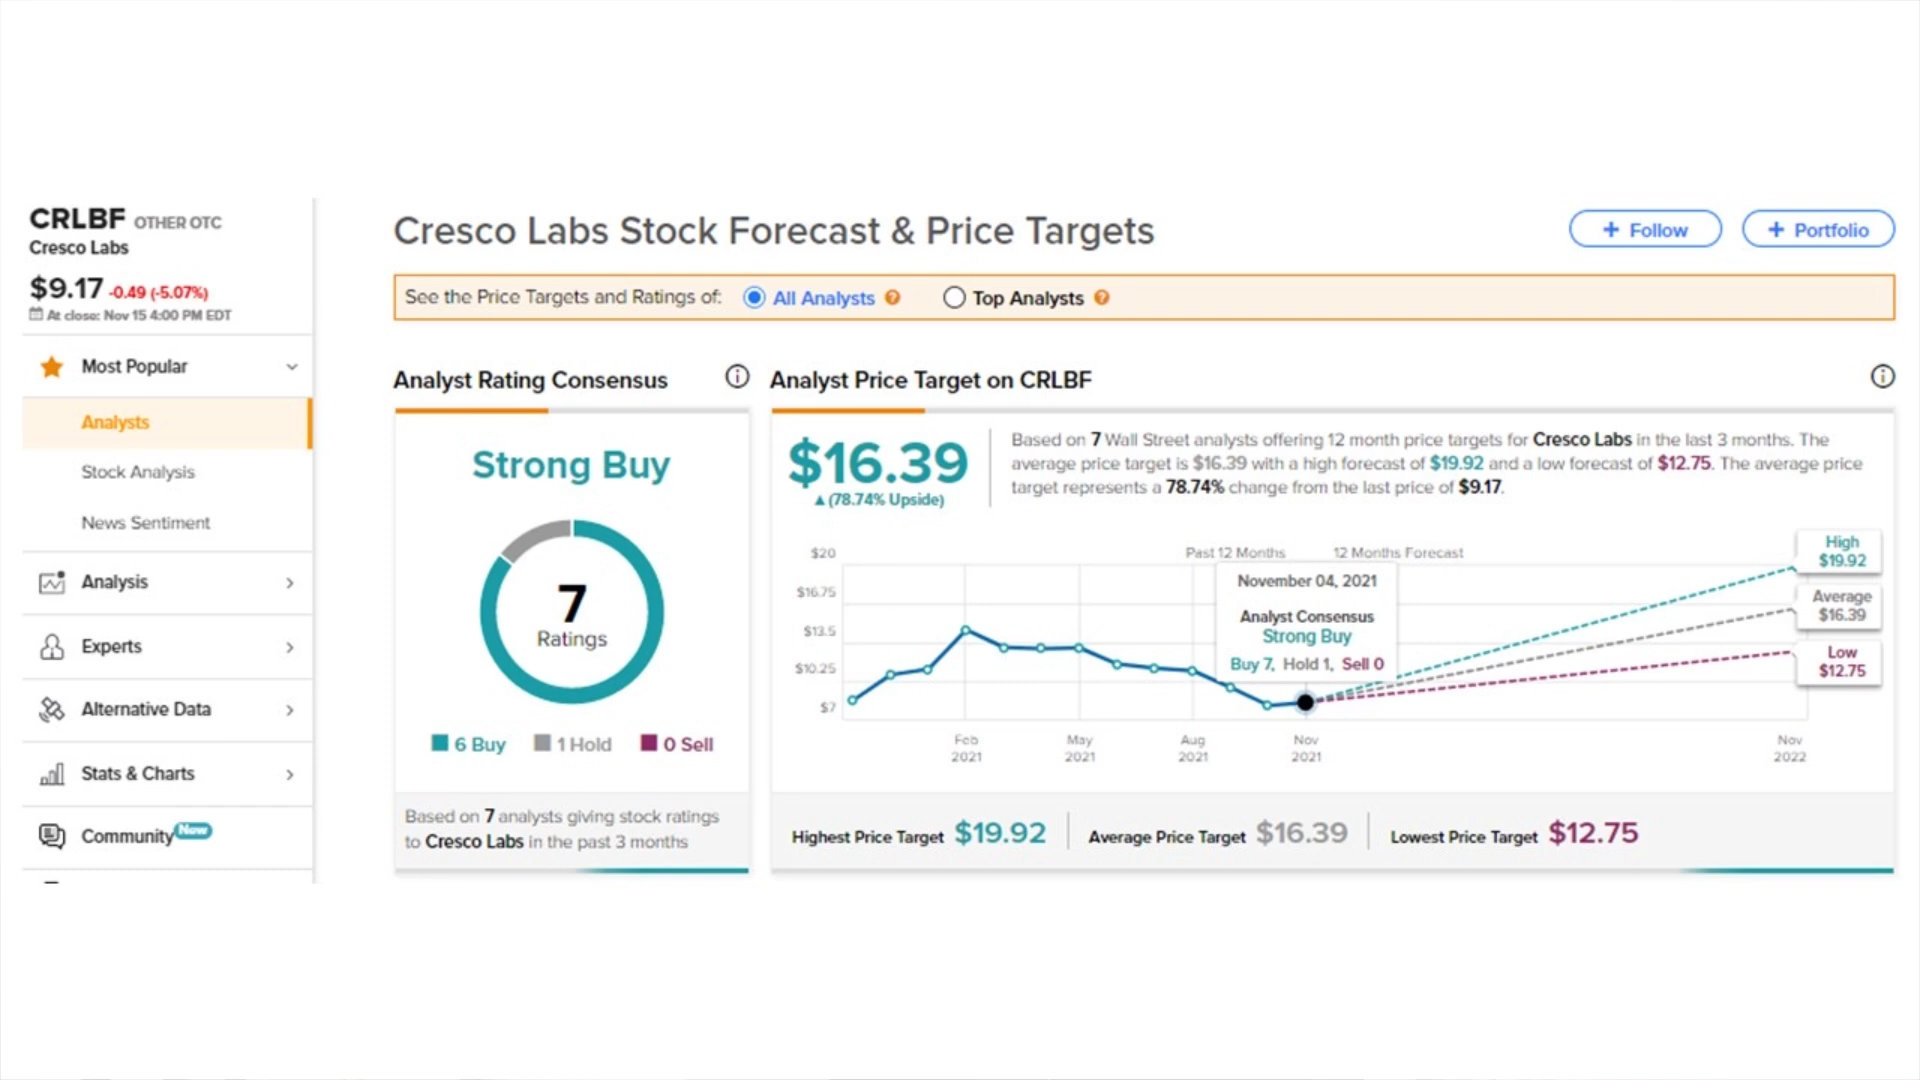 CRLBF OTHER OTC
Cresco Labs
$9.17 -0.49 (-5.07%)
At close: Nov 15 4:00 PM EDT
Most Popular
Analysts
Stock Analysis
News Sentiment
Analysis
Experts
Alternative Data
Stats & Charts
Community New
Cresco Labs Stock Forecast & Price Targets
+ Follow
+ Portfolio
See the Price Targets and Ratings of: All Analysts ? Top Analysts ?
Analyst Rating Consensus
Strong Buy
7
Ratings
6 Buy 1 Hold 0 Sell
Based on 7 analysts giving stock ratings
to Cresco Labs in the past 3 months
Analyst Price Target on CRLBF
$16.39
▲(78.74% Upside)
Based on 7 Wall Street analysts offering 12 month price targets for Cresco Labs in the last 3 months. The
average price target is $16.39 with a high forecast of $19.92 and a low forecast of $12.75. The average price
target represents a 78.74% change from the last price of $9.17.
Past 12 Months 12 Months Forecast
$20
$16.75
$13.5
$10.25
$7
November 04, 2021
Analyst Consensus
Strong Buy
Buy 7, Hold 1, Sell 0
High
$19.92
Average
$16.39
Low
$12.75
Feb May Aug Nov Nov
2021 2021 2021 2021 2022
Highest Price Target $19.92 Average Price Target $16.39 Lowest Price Target $12.75